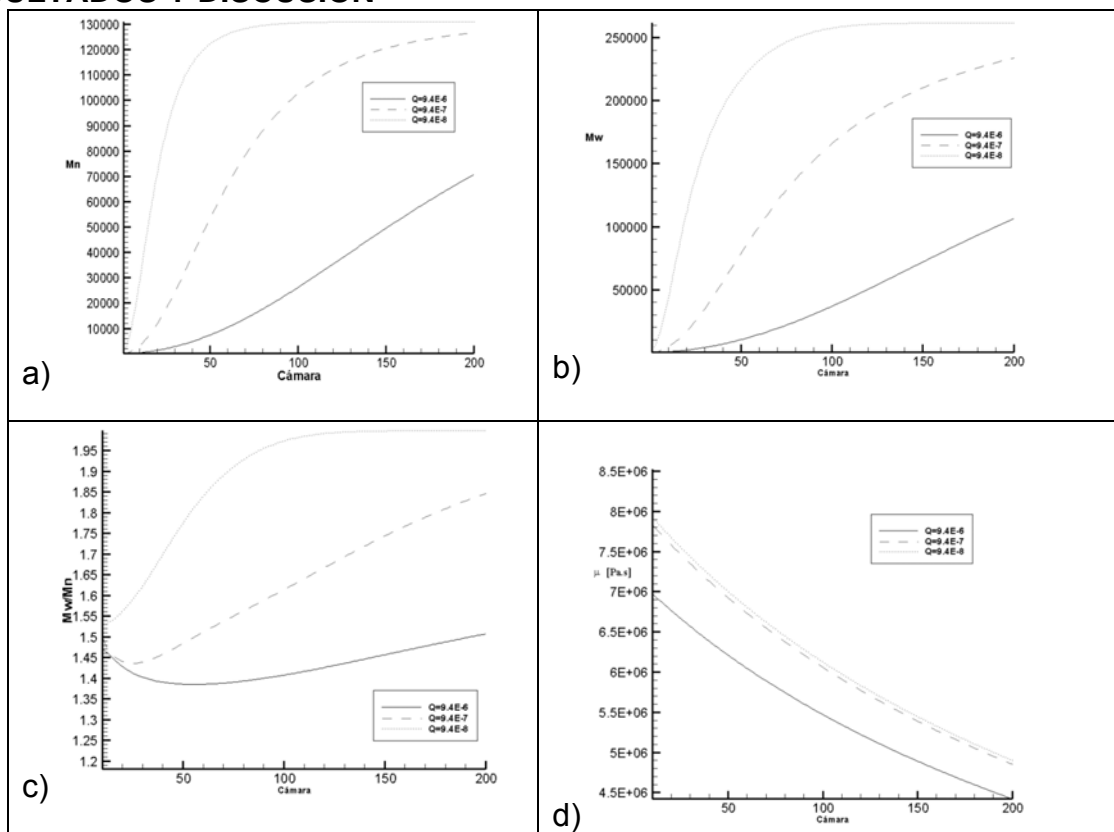 130000
120000
110000
100000
90000
80000
70000
60000
50000
40000
30000
20000
10000
Mn
Q=9.4E-6
Q=9.4E-7
Q=9.4E-8
50
100
150
200
Cámara
a)
250000
200000
150000
100000
50000
Mw
Q=9.4E-6
Q=9.4E-7
Q=9.4E-8
50
100
150
200
Cámara
b)
1.95
1.9
1.85
1.8
1.75
1.7
1.65
1.6
1.55
1.5
1.45
1.4
1.35
1.3
1.25
1.2
Mw/Mn
Q=9.4E-6
Q=9.4E-7
Q=9.4E-8
50
100
150
200
Cámara
c)
8.5E+06
8E+06
7.5E+06
7E+06
6.5E+06
6E+06
5.5E+06
5E+06
4.5E+06
μ [Pa.s]
Q=9.4E-6
Q=9.4E-7
Q=9.4E-8
50
100
150
200
Cámara
d)